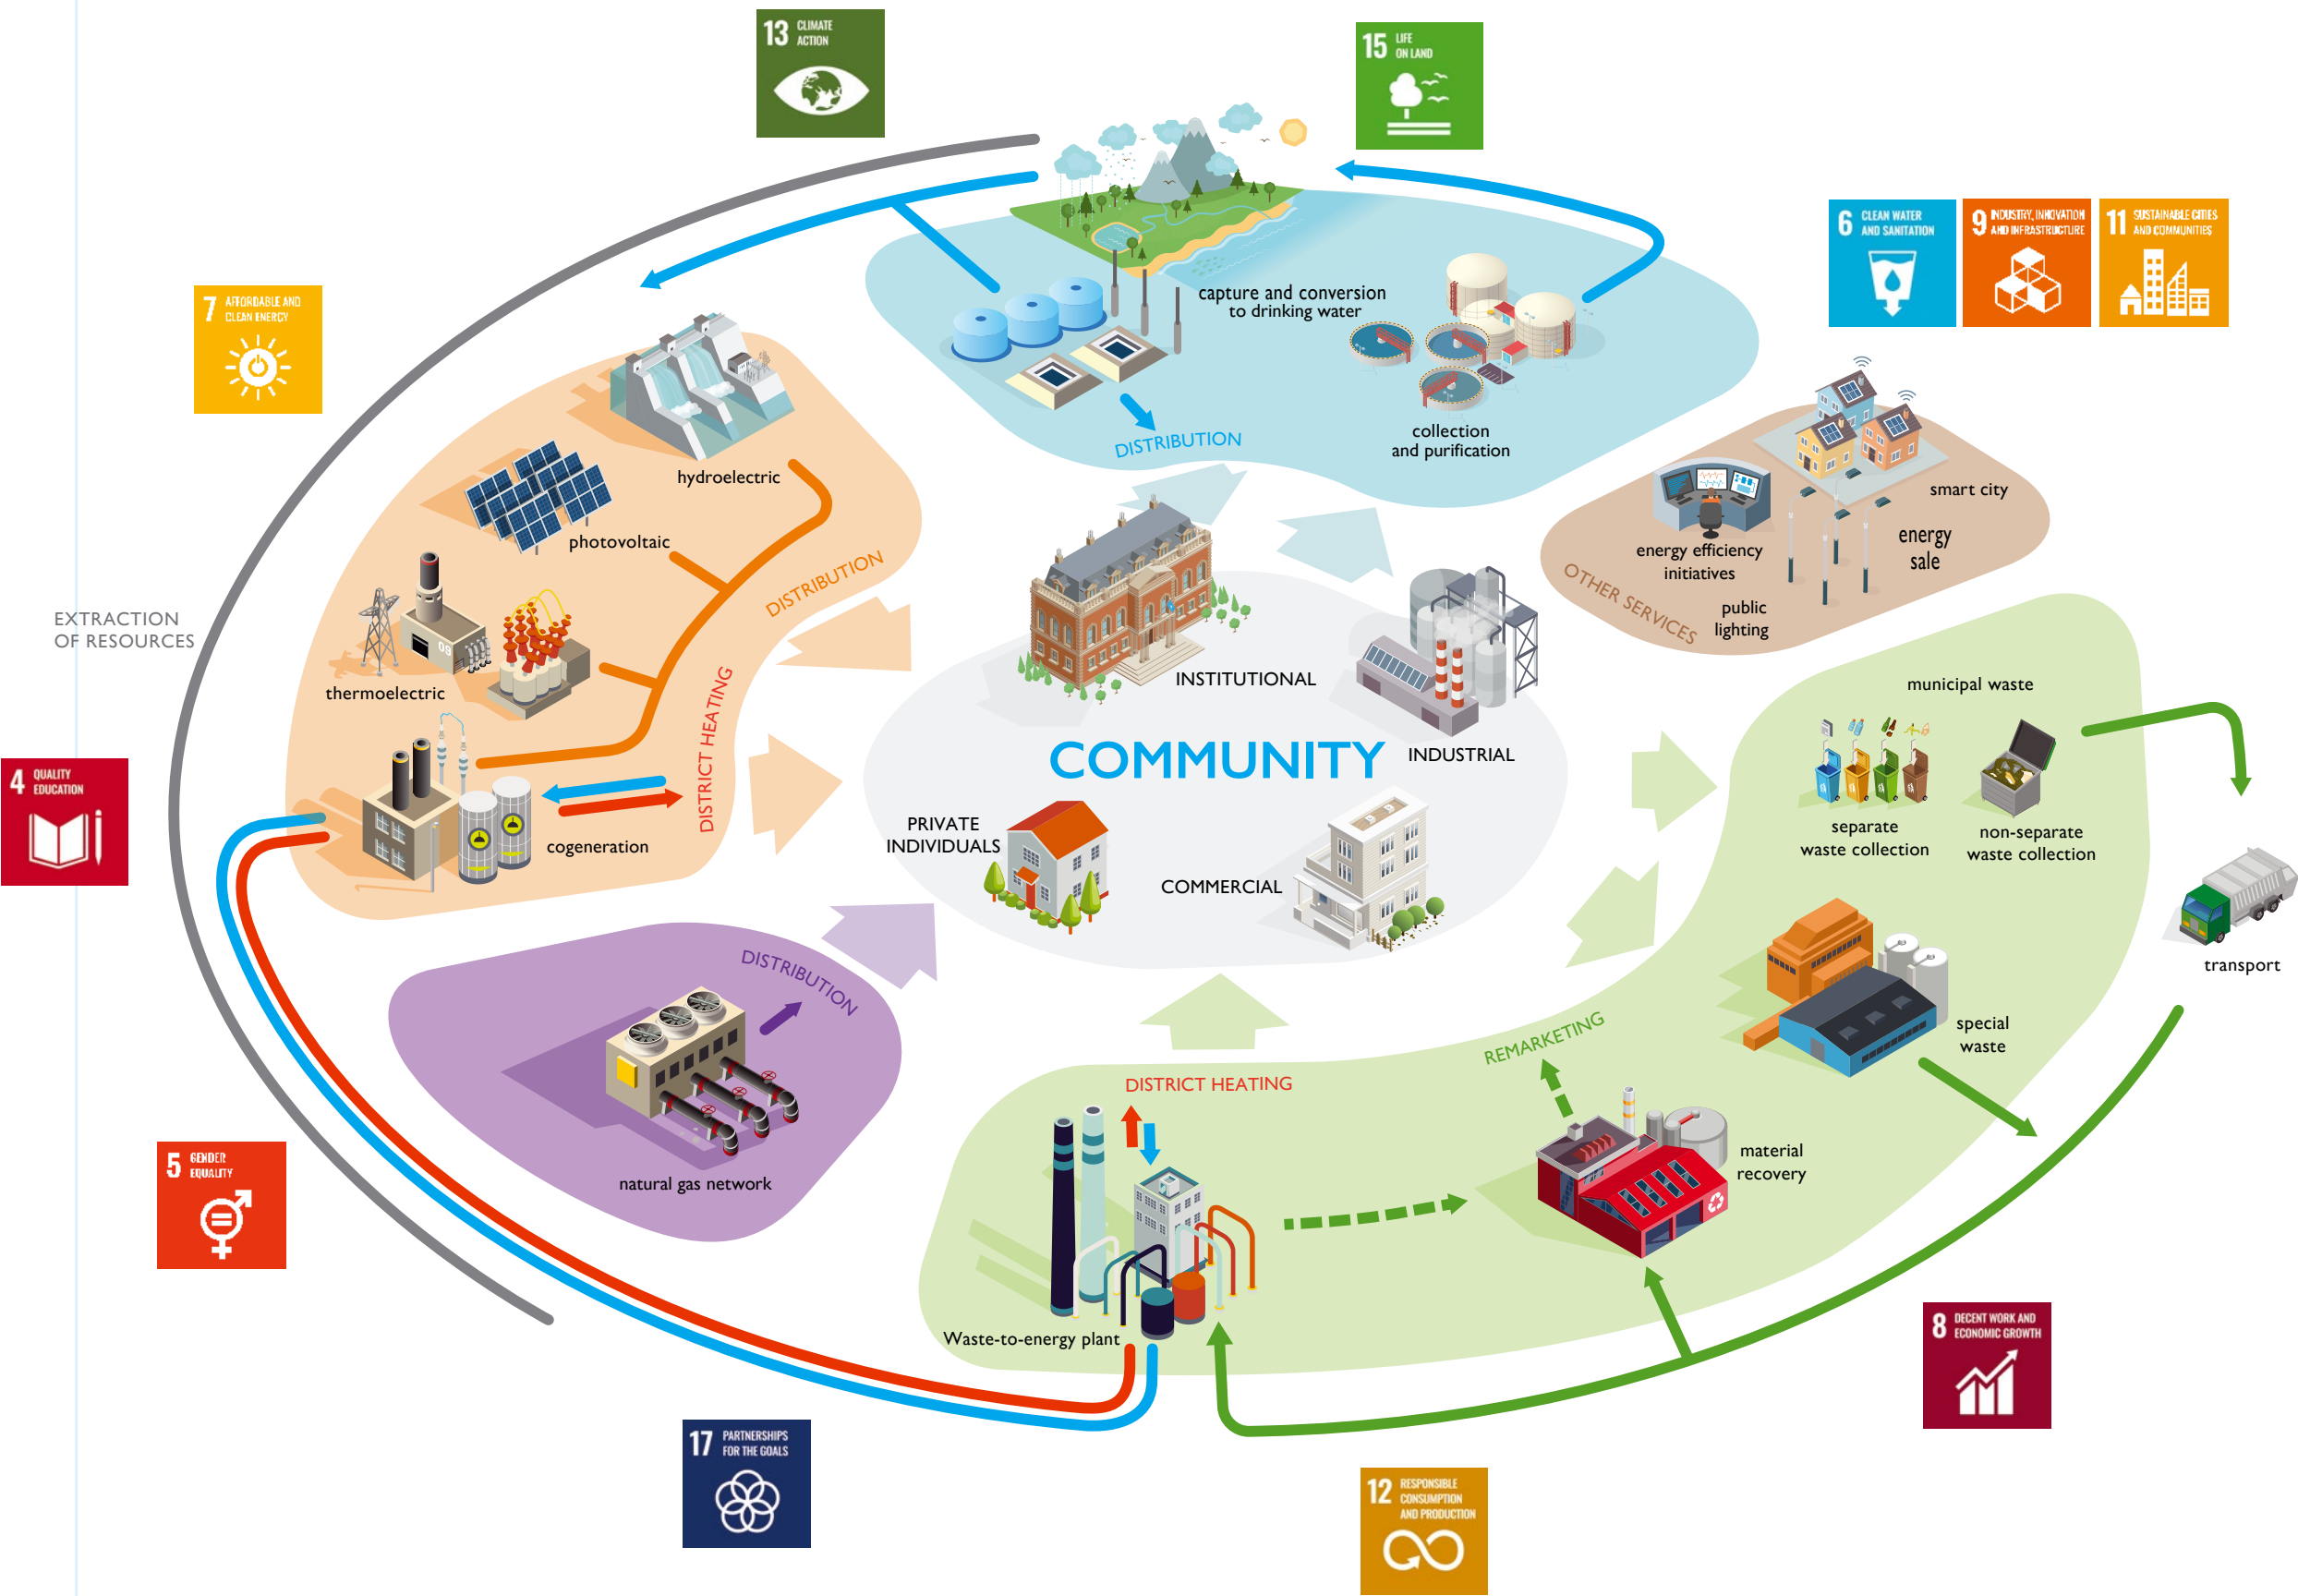 13 CLIMATE
ACTION
15 LIFE
ON LAND
6 CLEAN WATER
AND SANITATION
9 INDUSTRY, INNOVATION
AND INFRASTRUCTURE
11 SUSTAINABLE CITIES
AND COMMUNITIES
7 AFFORDABLE AND
CLEAN ENERGY
capture and conversion
to drinking water
DISTRIBUTION
collection
and purification
hydroelectric
photovoltaic
DISTRIBUTION
smart city
energy
sale
energy efficiency
initiatives
public
lighting
OTHER SERVICES
EXTRACTION
OF RESOURCES
09
thermoelectric
DISTRICT HEATING
cogeneration
INSTITUTIONAL
COMMUNITY
INDUSTRIAL
PRIVATE
INDIVIDUALS
COMMERCIAL
municipal waste
separate
waste collection
non-separate
waste collection
4 QUALITY
EDUCATION
transport
DISTRIBUTION
natural gas network
special
waste
REMARKETING
DISTRICT HEATING
material
recovery
5 GENDER
EQUALITY
Waste-to-energy plant
8 DECENT WORK AND
ECONOMIC GROWTH
17 PARTNERSHIPS
FOR THE GOALS
12 RESPONSIBLE
CONSUMPTION
AND PRODUCTION